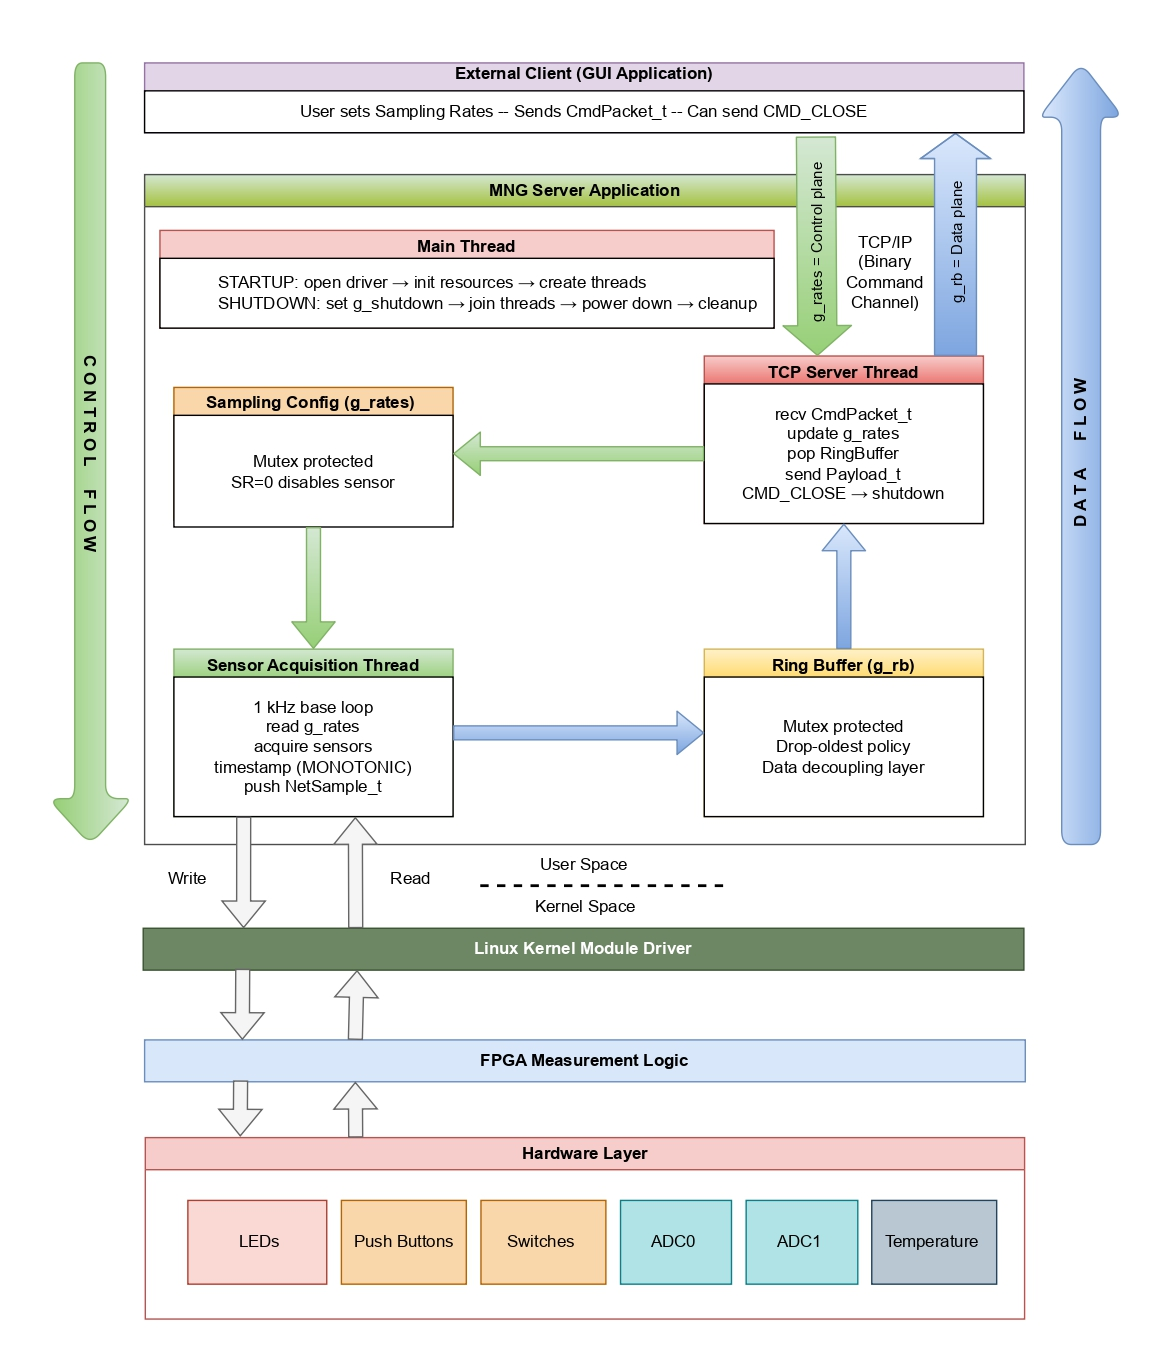 External Client (GUI Application)
User sets Sampling Rates -- Sends CmdPacket_t -- Can send CMD_CLOSE
MNG Server Application
Main Thread
STARTUP: open driver → init resources → create threads
SHUTDOWN: set g_shutdown → join threads → power down → cleanup
g_rates = Control plane
TCP/IP
(Binary
Command
Channel)
g_rb = Data plane
CONTROL FLOW
DATA FLOW
TCP Server Thread
recv CmdPacket_t
update g_rates
pop RingBuffer
send Payload_t
CMD_CLOSE → shutdown
Sampling Config (g_rates)
Mutex protected
SR=0 disables sensor
Sensor Acquisition Thread
1 kHz base loop
read g_rates
acquire sensors
timestamp (MONOTONIC)
push NetSample_t
Ring Buffer (g_rb)
Mutex protected
Drop-oldest policy
Data decoupling layer
Write
Read
User Space
Kernel Space
Linux Kernel Module Driver
FPGA Measurement Logic
Hardware Layer
LEDs
Push Buttons
Switches
ADC0
ADC1
Temperature